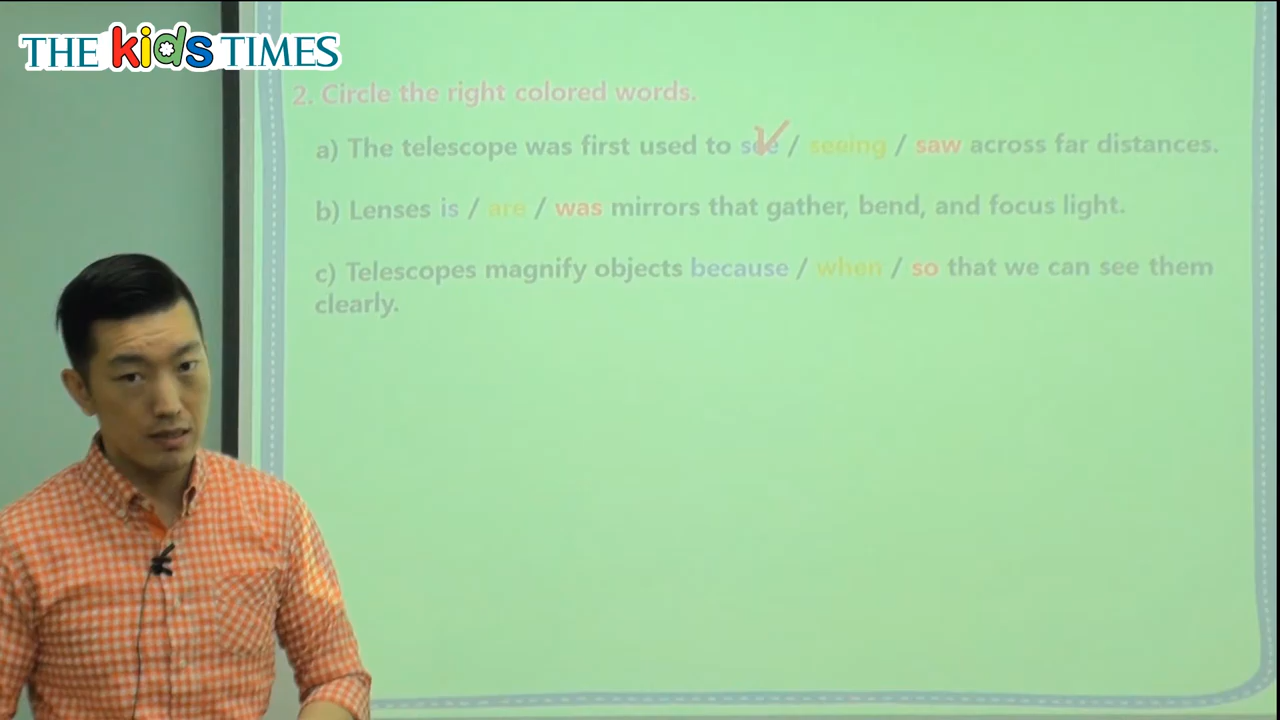 THE kids TIMES
2. Circle the right colored words.
a) The telescope was first used to see / seeing / saw across far distances.
b) Lenses is / are / was mirrors that gather, bend, and focus light.
c) Telescopes magnify objects because / when / so that we can see them
clearly.